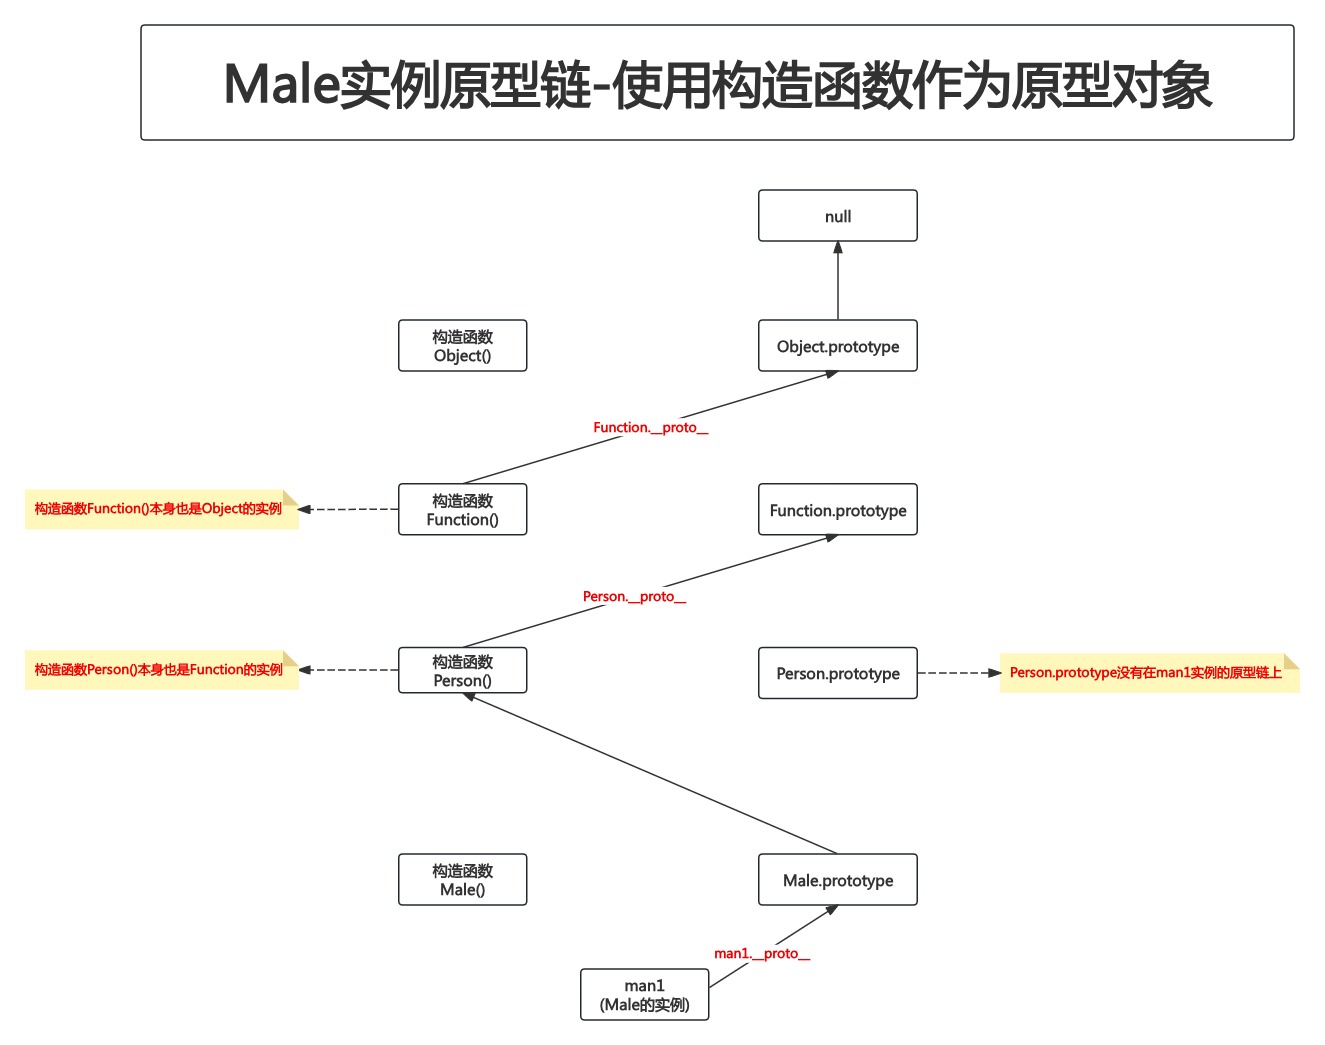 Male实例原型链-使用构造函数作为原型对象
null
构造函数
Object()
Object.prototype
Function.__proto__
构造函数Function()本身也是Object的实例
构造函数
Function()
Function.prototype
Person.__proto__
构造函数Person()本身也是Function的实例
构造函数
Person()
Person.prototype
Person.prototype没有在man1实例的原型链上
构造函数
Male()
Male.prototype
man1.__proto__
man1
(Male的实例)